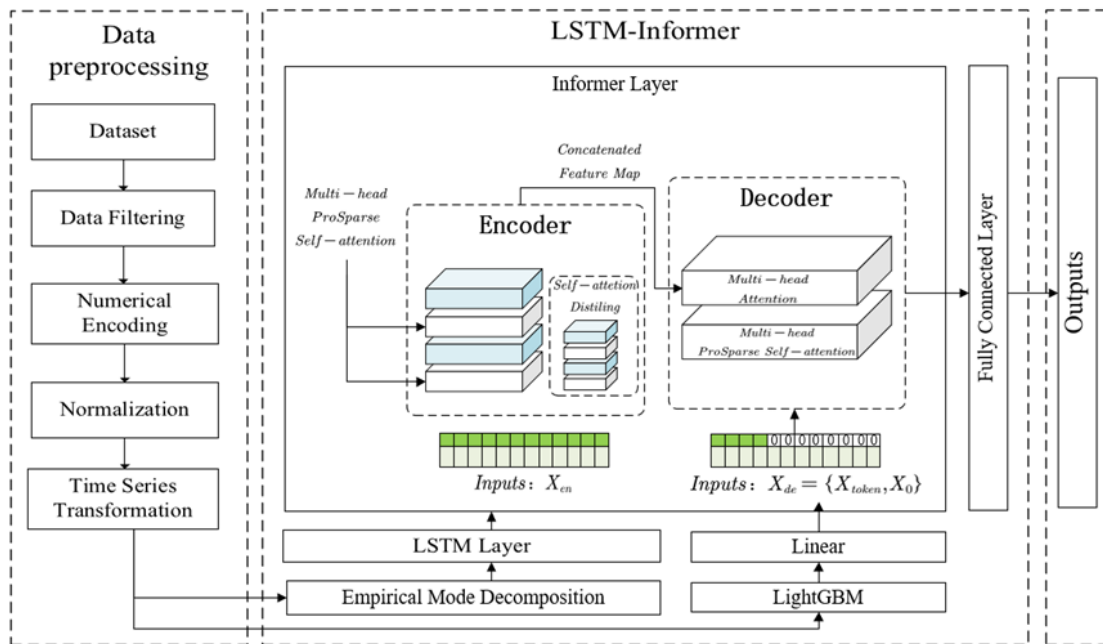 Data
preprocessing
Dataset
Data Filtering
Numerical
Encoding
Normalization
Time Series
Transformation
LSTM-Informer
Informer Layer
Concatenated
Feature Map
Multi-head
ProSparse
Self-attention
Encoder
Self-attetion
Distiling
Decoder
Multi-head
Attention
Multi-head
ProSparse Self-attention
0 0 0 0 0 0 0 0
Inputs: X_en
Inputs: X_de = {X_token, X_0}
LSTM Layer
Linear
Empirical Mode Decomposition
LightGBM
Fully Connected Layer
Outputs